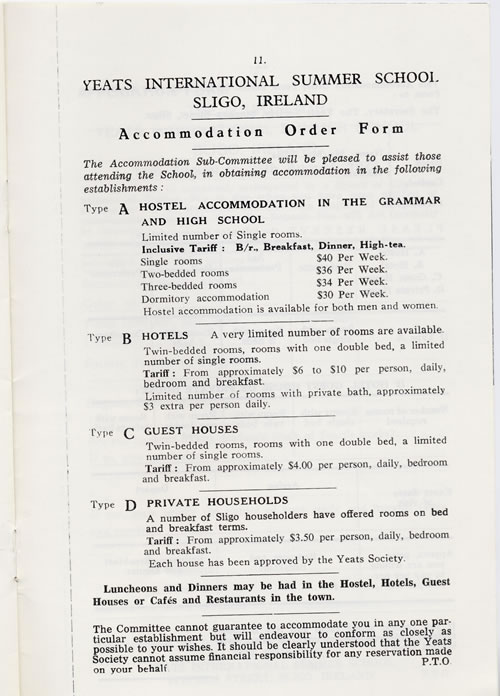 11.
YEATS INTERNATIONAL SUMMER SCHOOL
SLIGO, IRELAND
Accommodation Order Form
The Accommodation Sub-Committee will be pleased to assist those
attending the School, in obtaining accommodation in the following
establishments :
Type A HOSTEL ACCOMMODATION IN THE GRAMMAR
AND HIGH SCHOOL
Limited number of Single rooms.
Inclusive Tariff : B/r., Breakfast, Dinner, High-tea.
Single rooms $40 Per Week.
Two-bedded rooms $36 Per Week.
Three-bedded rooms $34 Per Week.
Dormitory accommodation $30 Per Week.
Hostel accommodation is available for both men and women.
Type B HOTELS A very limited number of rooms are available.
Twin-bedded rooms, rooms with one double bed, a limited
number of single rooms.
Tariff : From approximately $6 to $10 per person, daily,
bedroom and breakfast.
Limited number of rooms with private bath, approximately
$3 extra per person daily.
Type C GUEST HOUSES
Twin-bedded rooms, rooms with one double bed, a limited
number of single rooms.
Tariff : From approximately $4.00 per person, daily, bedroom
and breakfast.
Type D PRIVATE HOUSEHOLDS
A number of Sligo householders have offered rooms on bed
and breakfast terms.
Tariff : From approximately $3.50 per person, daily, bedroom
and breakfast.
Each house has been approved by the Yeats Society.
Luncheons and Dinners may be had in the Hostel, Hotels, Guest
Houses or Cafés and Restaurants in the town.
The Committee cannot guarantee to accommodate you in any one par-
ticular establishment but will endeavour to conform as closely as
possible to your wishes. It should be clearly understood that the Yeats
Society cannot assume financial responsibility for any reservation made
on your behalf. P.T.O.